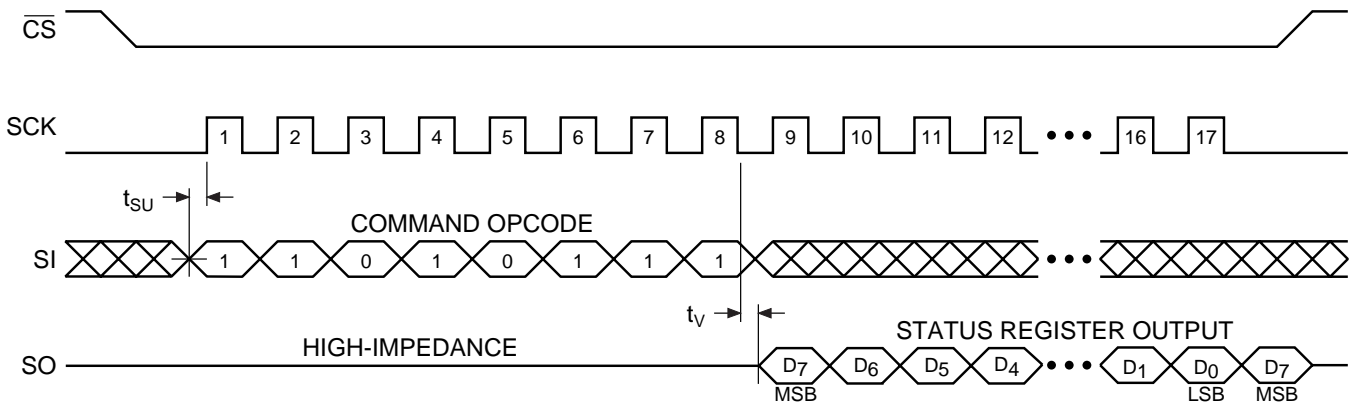 CS
SCK 1 2 3 4 5 6 7 8 9 10 11 12 16 17
tSU
COMMAND OPCODE
SI 1 1 0 1 0 1 1 1
tV
HIGH-IMPEDANCE
STATUS REGISTER OUTPUT
SO D7 D6 D5 D4 D1 D0 D7
MSB LSB MSB